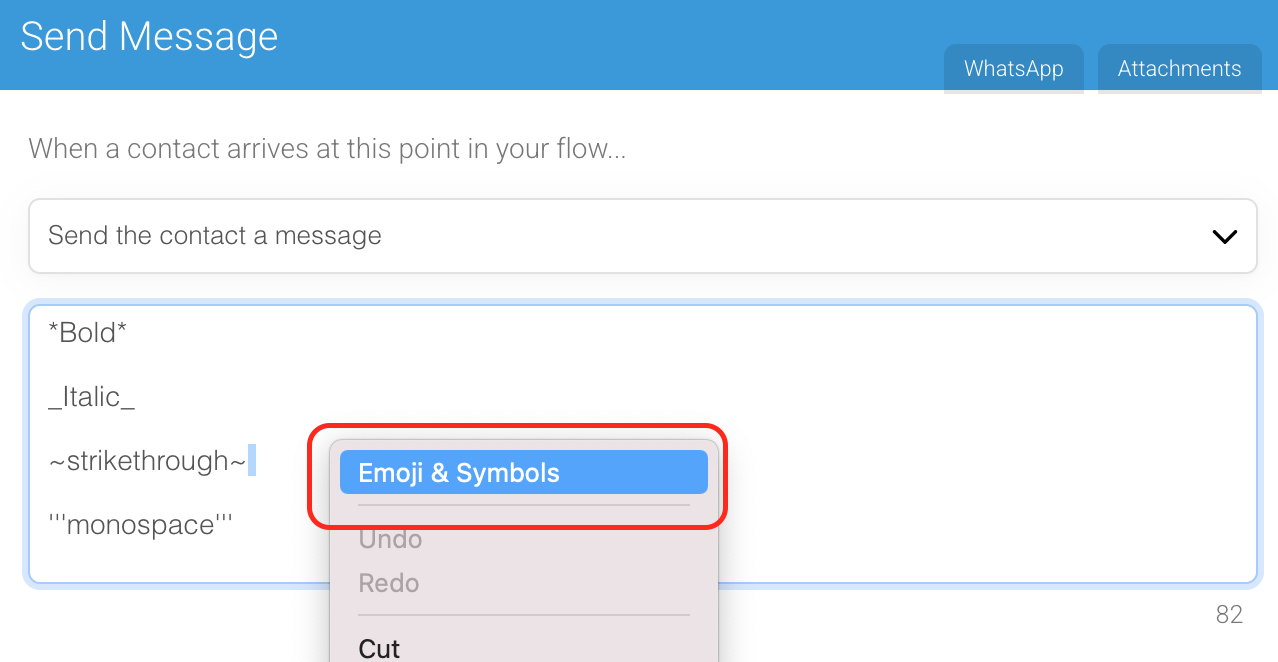 Send Message
WhatsApp
Attachments
When a contact arrives at this point in your flow...
Send the contact a message
*Bold*
_Italic_
~strikethrough~
'''monospace'''
Emoji & Symbols
Undo
Redo
Cut
82